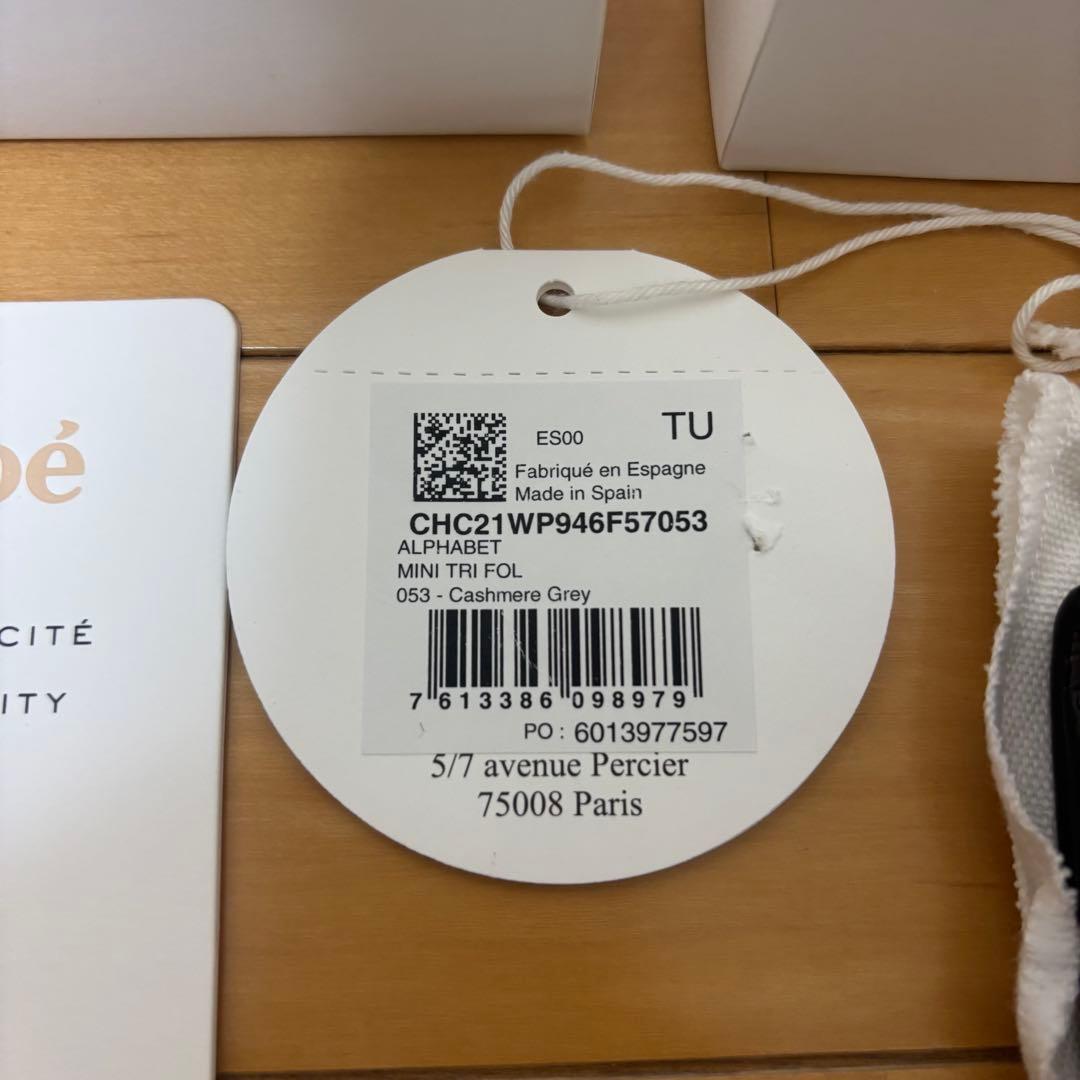 bé
CITÉ
ITY
ES00
TU
Fabriqué en Espagne
Made in Spain
CHC21WP946F57053
ALPHABET
MINI TRI FOL
053 - Cashmere Grey
7 613386 098979
PO : 6013977597
5/7 avenue Percier
75008 Paris